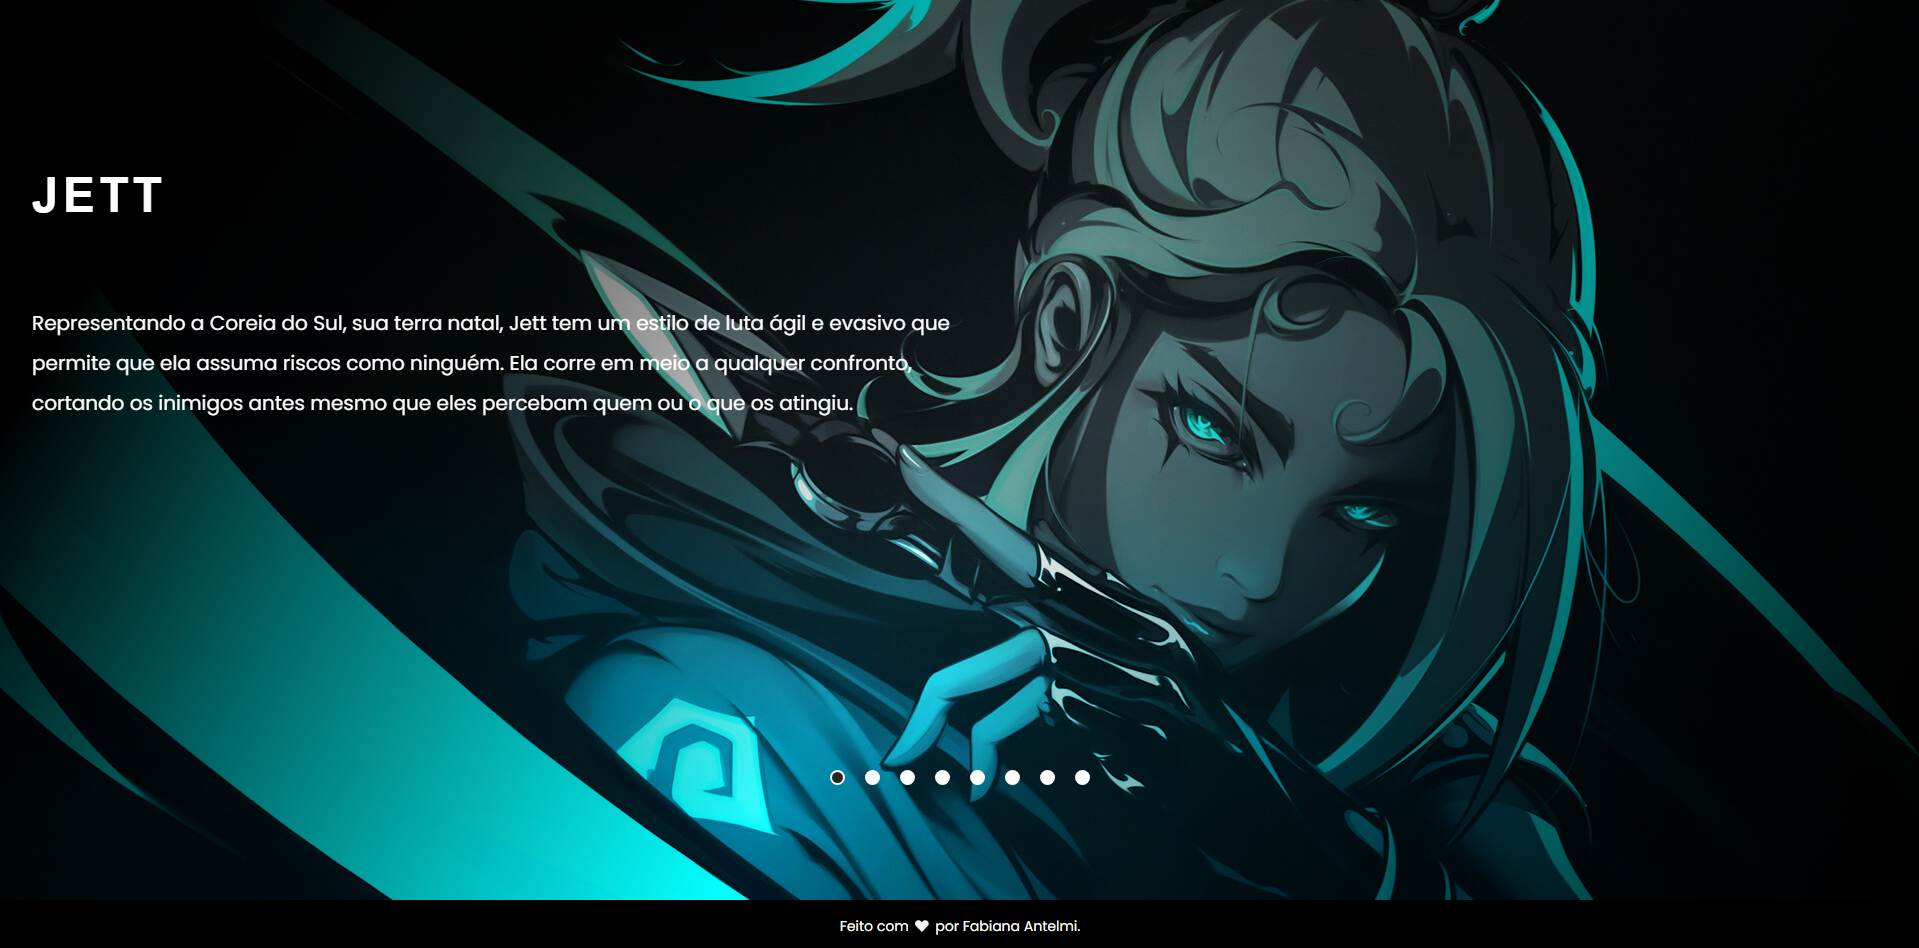 JETT
Representando a Coreia do Sul, sua terra natal, Jett tem um estilo de luta ágil e evasivo que
permite que ela assuma riscos como ninguém. Ela corre em meio a qualquer confronto,
cortando os inimigos antes mesmo que eles percebam quem ou o que os atingiu.
Feito com ❤ por Fabiana Antelmi.